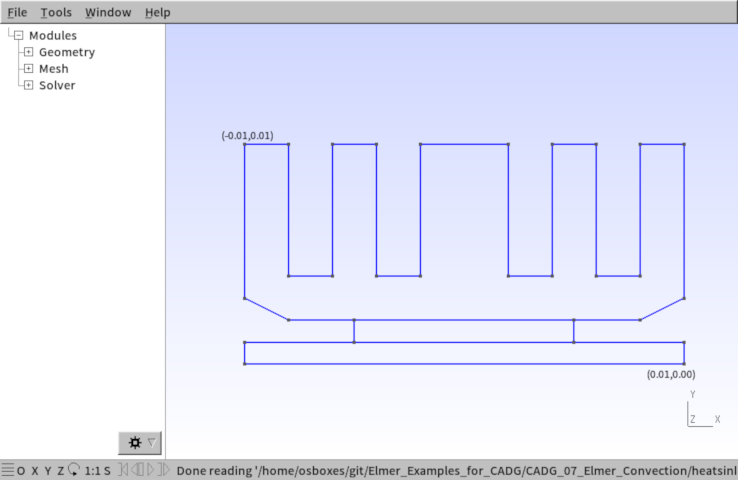 File Tools Window Help
Modules
Geometry
Mesh
Solver
(-0.01,0.01)
(0.01,0.00)
Y
Z X
O X Y Z 1:1 S Done reading '/home/osboxes/git/Elmer_Examples_for_CADG/CADG_07_Elmer_Convection/heatsinl